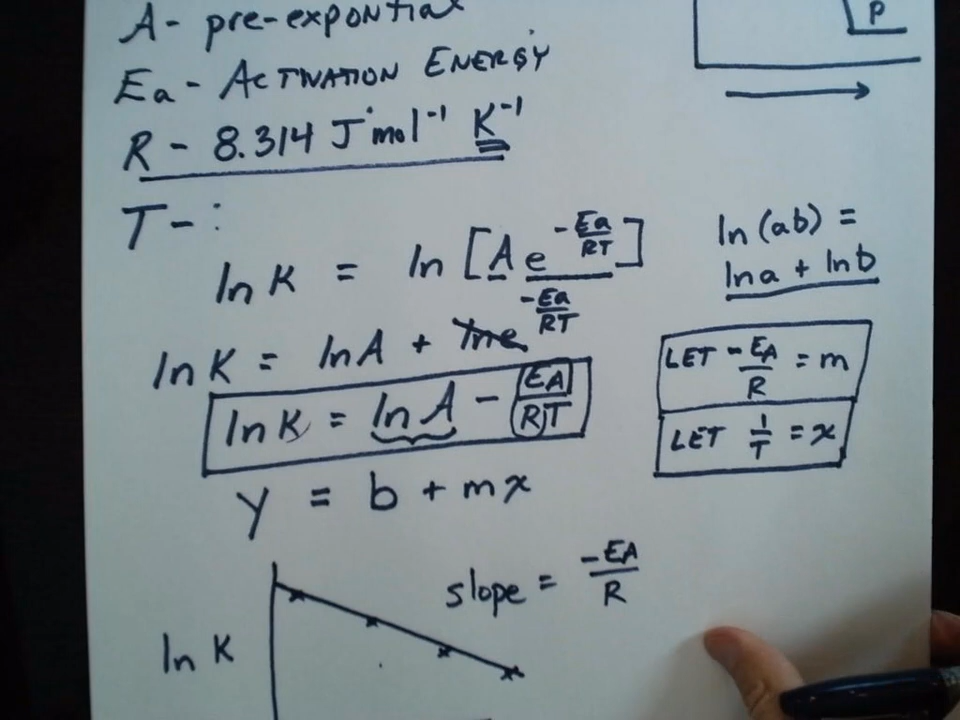 A - pre-expontial
Ea - ACTIVATION ENERGY
R - 8.314 J mol⁻¹ K⁻¹
P
T - :
ln K = ln [A e^(-Ea/RT)]
ln (ab) =
ln a + ln b
ln K = ln A + ln e^(-Ea/RT)
LET -EA/R = m
ln K = ln A - EA/RT
LET 1/T = x
y = b + mx
slope = -EA/R
ln K